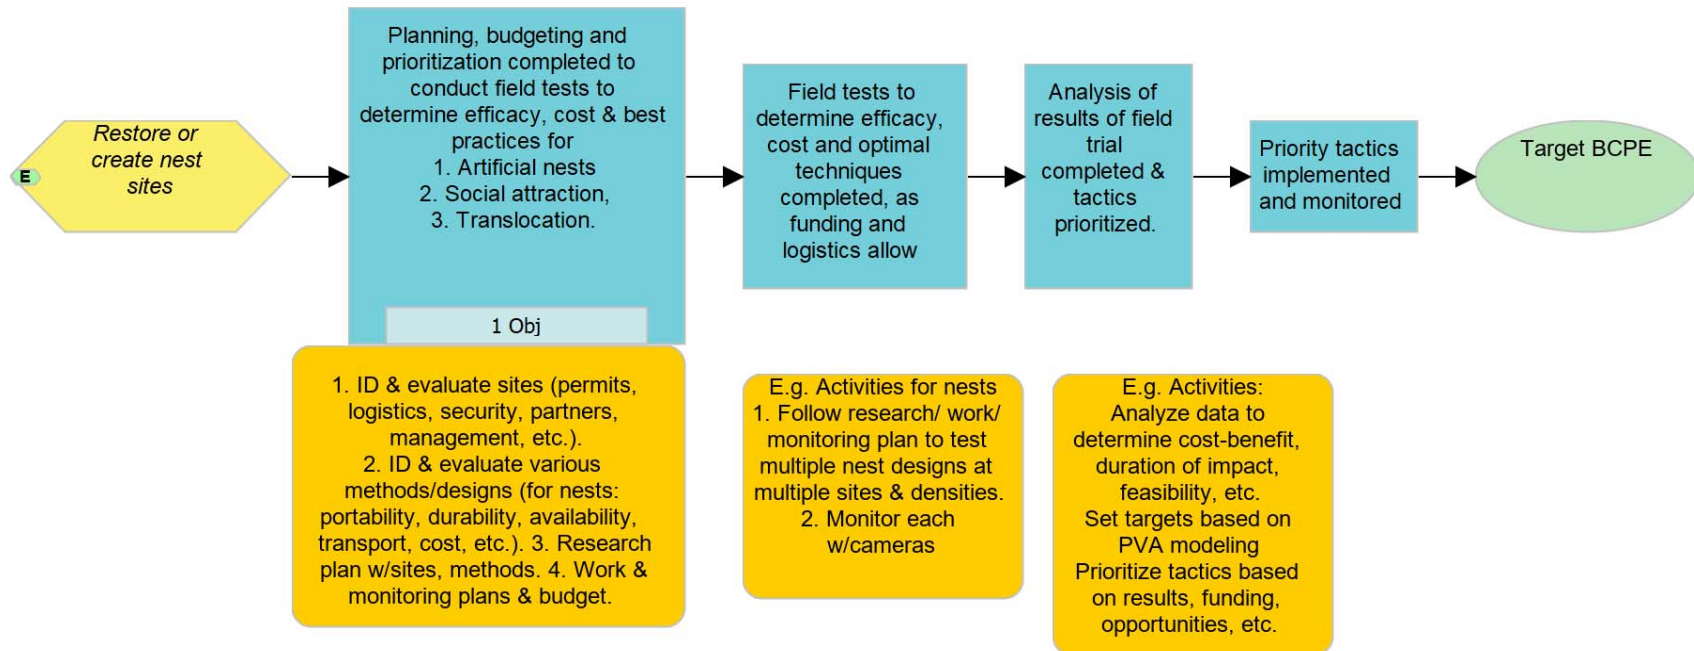 E
Restore or
create nest
sites
Planning, budgeting and
prioritization completed to
conduct field tests to
determine efficacy, cost & best
practices for
1. Artificial nests
2. Social attraction,
3. Translocation.
1 Obj
Field tests to
determine efficacy,
cost and optimal
techniques
completed, as
funding and
logistics allow
Analysis of
results of field
trial
completed &
tactics
prioritized.
Priority tactics
implemented
and monitored
Target BCPE
1. ID & evaluate sites (permits,
logistics, security, partners,
management, etc.).
2. ID & evaluate various
methods/designs (for nests:
portability, durability, availability,
transport, cost, etc.). 3. Research
plan w/sites, methods. 4. Work &
monitoring plans & budget.
E.g. Activities for nests
1. Follow research/ work/
monitoring plan to test
multiple nest designs at
multiple sites & densities.
2. Monitor each
w/cameras
E.g. Activities:
Analyze data to
determine cost-benefit,
duration of impact,
feasibility, etc.
Set targets based on
PVA modeling
Prioritize tactics based
on results, funding,
opportunities, etc.